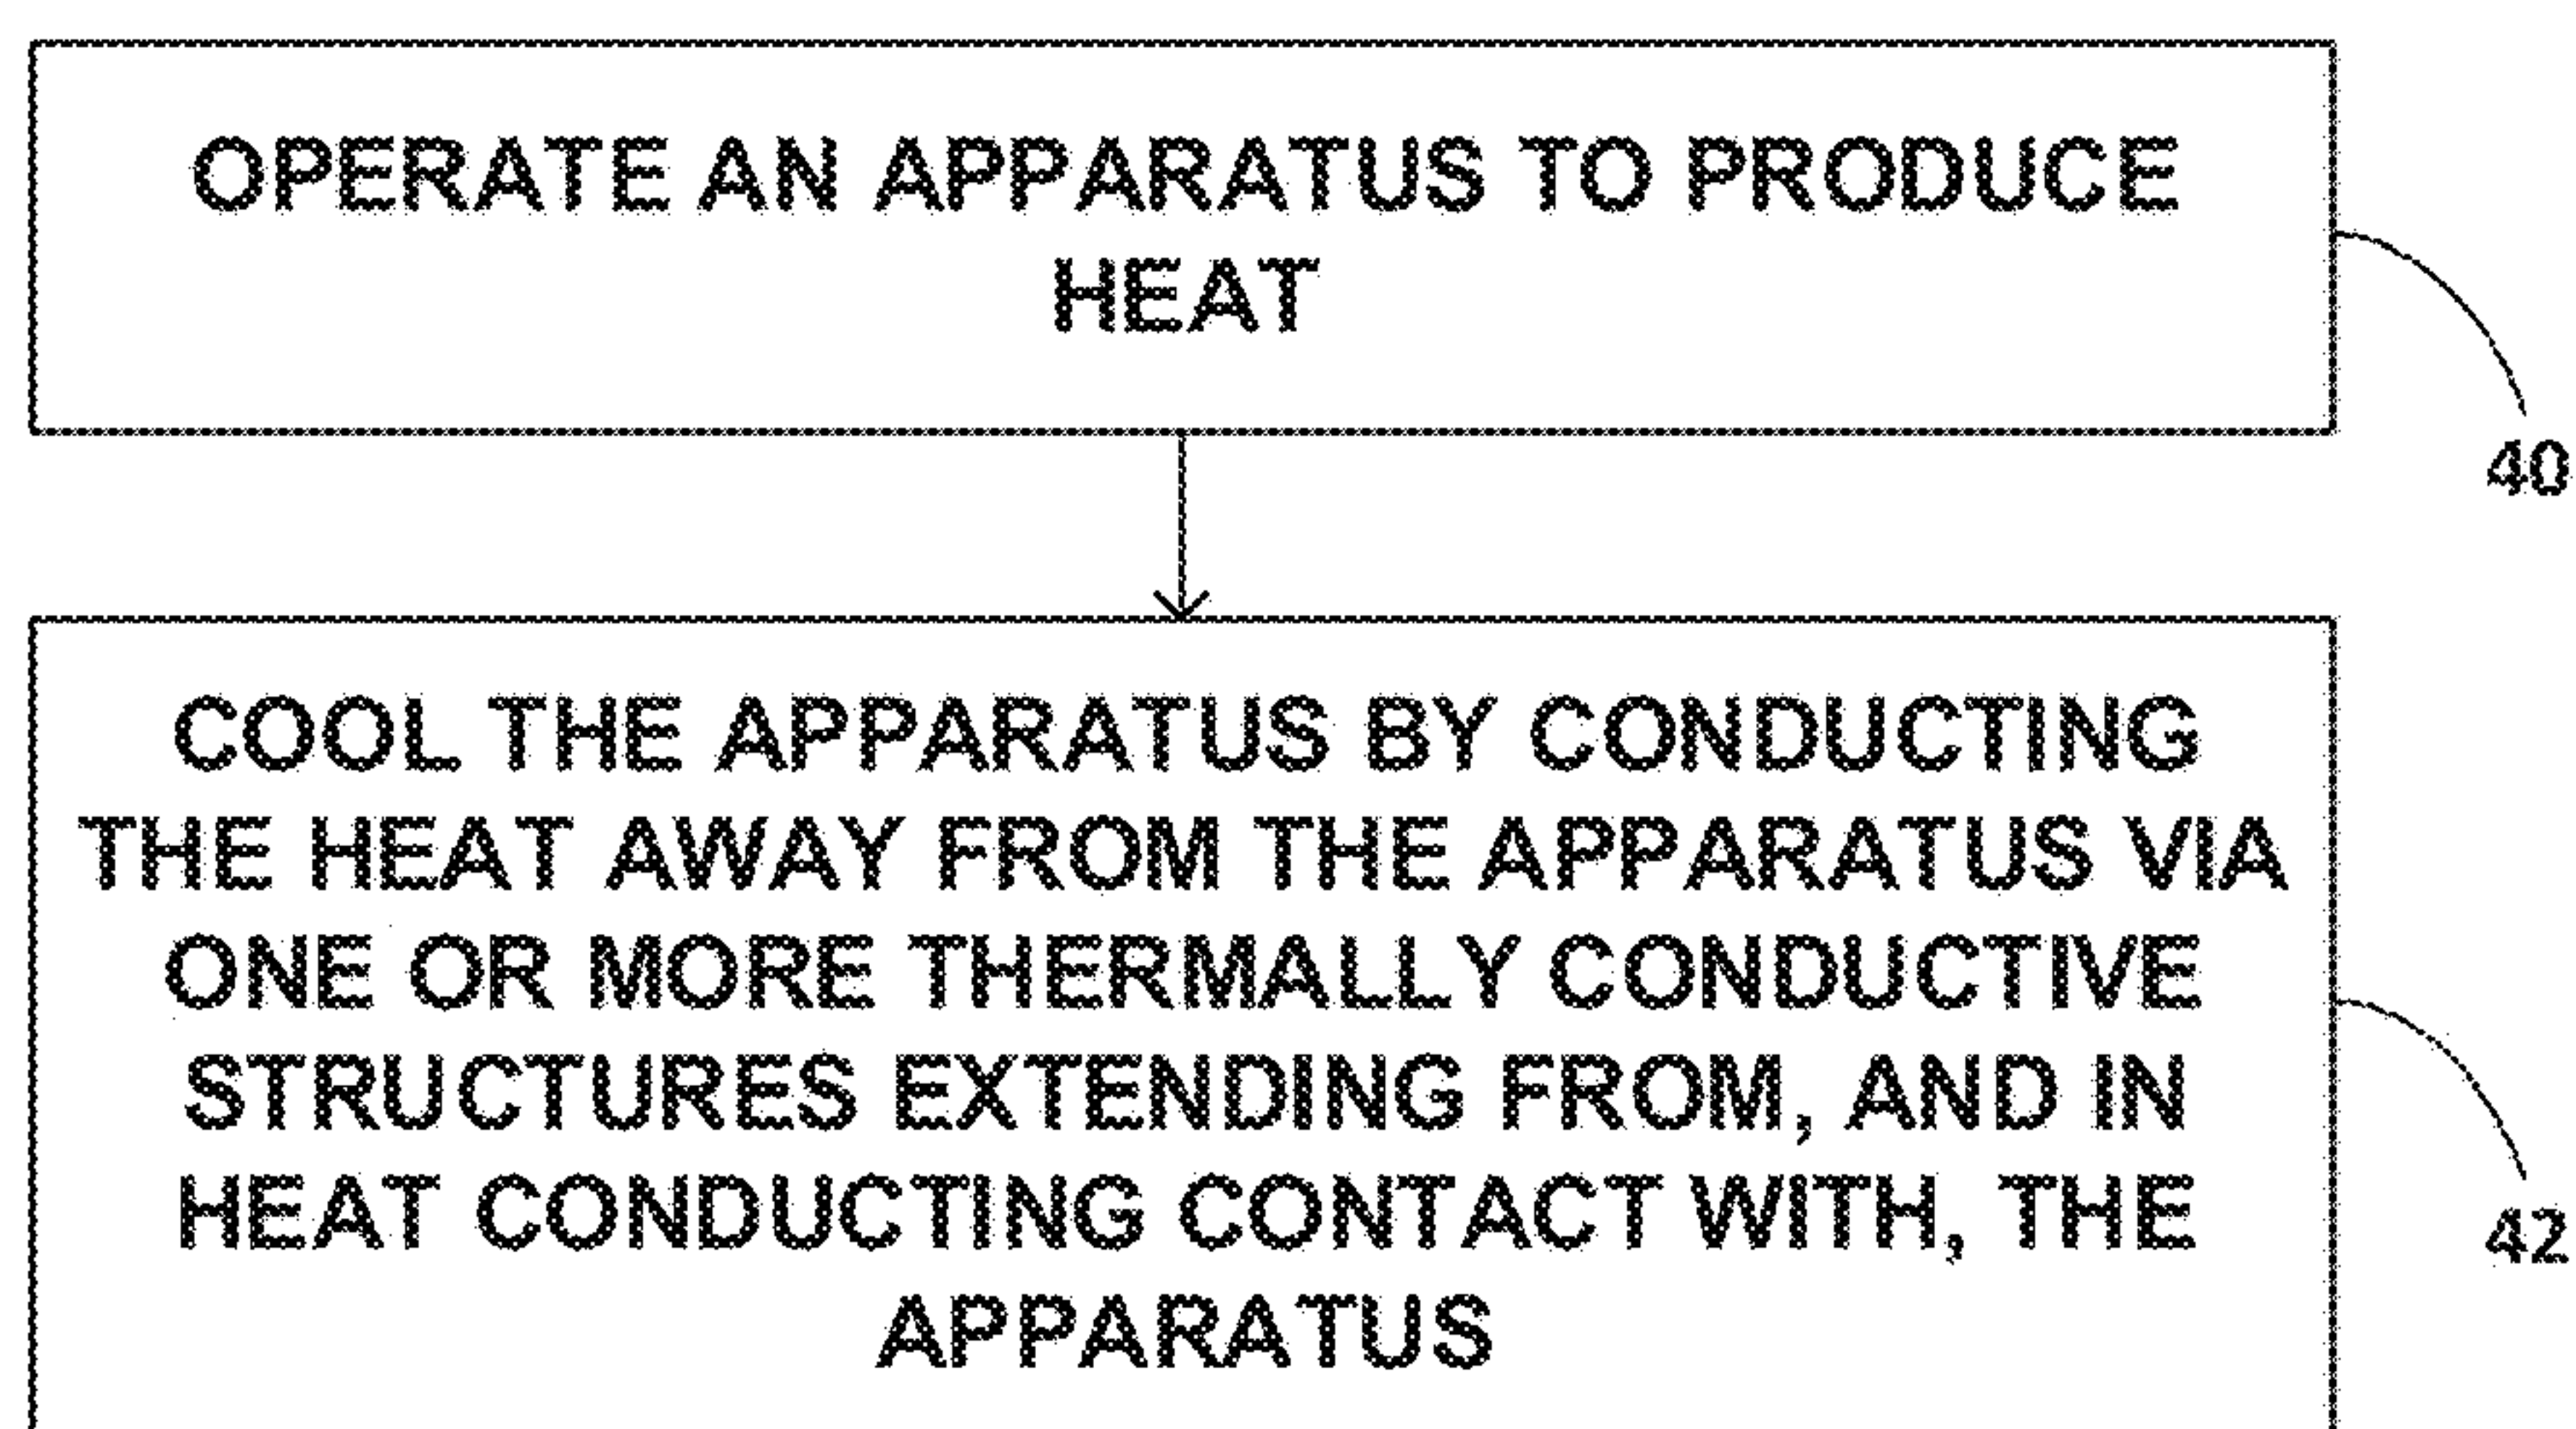 OPERATE AN APPARATUS TO PRODUCE
HEAT
40
COOL THE APPARATUS BY CONDUCTING
THE HEAT AWAY FROM THE APPARATUS VIA
ONE OR MORE THERMALLY CONDUCTIVE
STRUCTURES EXTENDING FROM, AND IN
HEAT CONDUCTING CONTACT WITH, THE
APPARATUS
42